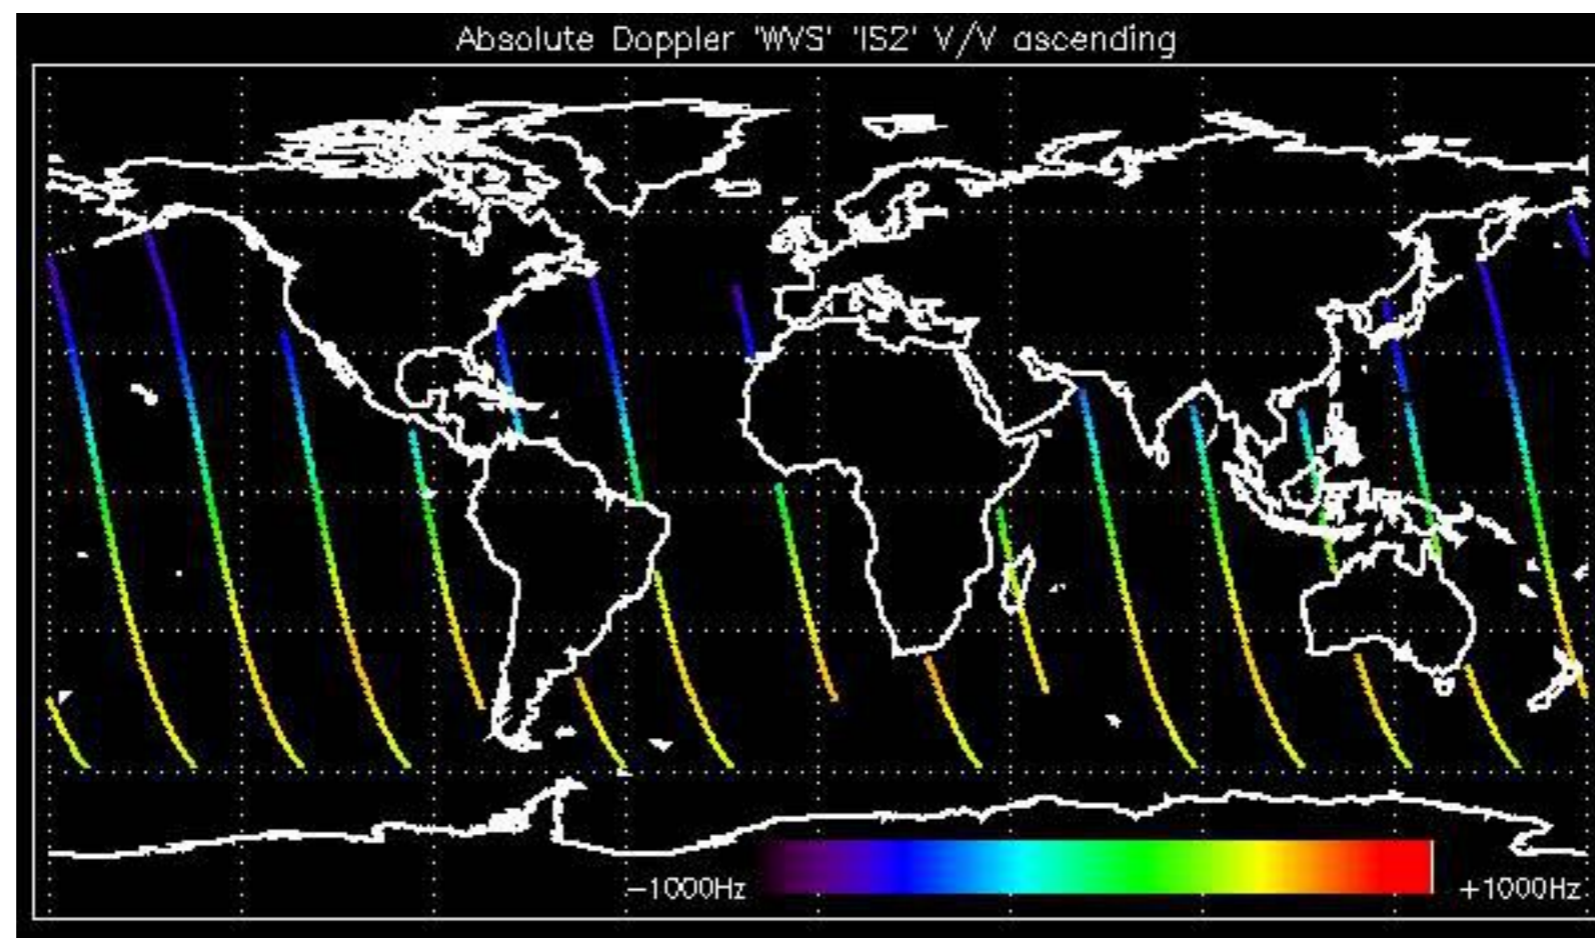 Absolute Doppler 'WVS' 'IS2' V/V ascending
−1000Hz
+1000Hz